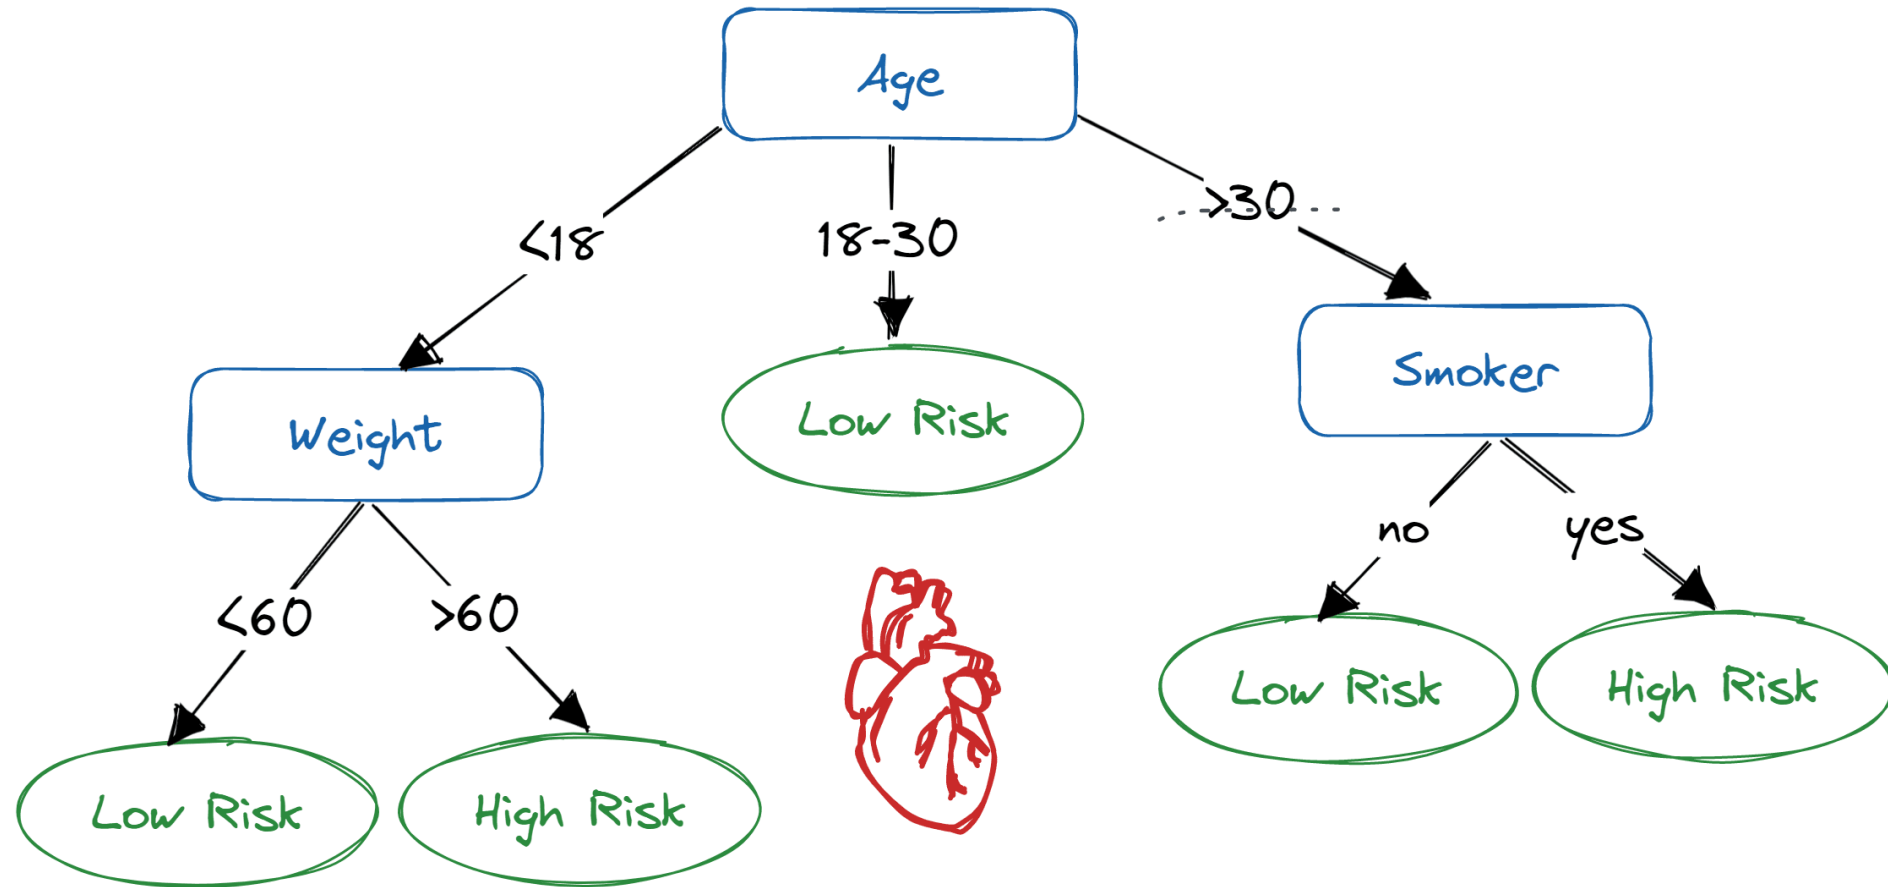 Age
<18
18-30
>30
Weight
Low Risk
Smoker
<60
>60
no
yes
Low Risk
High Risk
Low Risk
High Risk